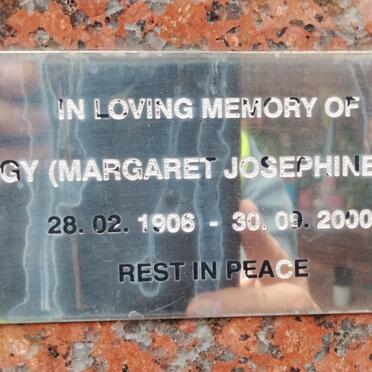 IN LOVING MEMORY OF
GY (MARGARET JOSEPHINE
28. 02. 1906 - 30. 09. 2000
REST IN PEACE